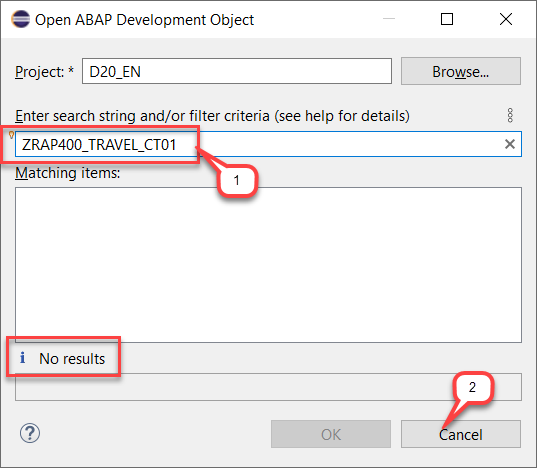 Open ABAP Development Object
Project: *
D20_EN
Browse...
Enter search string and/or filter criteria (see help for details)
ZRAP400_TRAVEL_CT01
1
Matching items:
No results
2
OK
Cancel